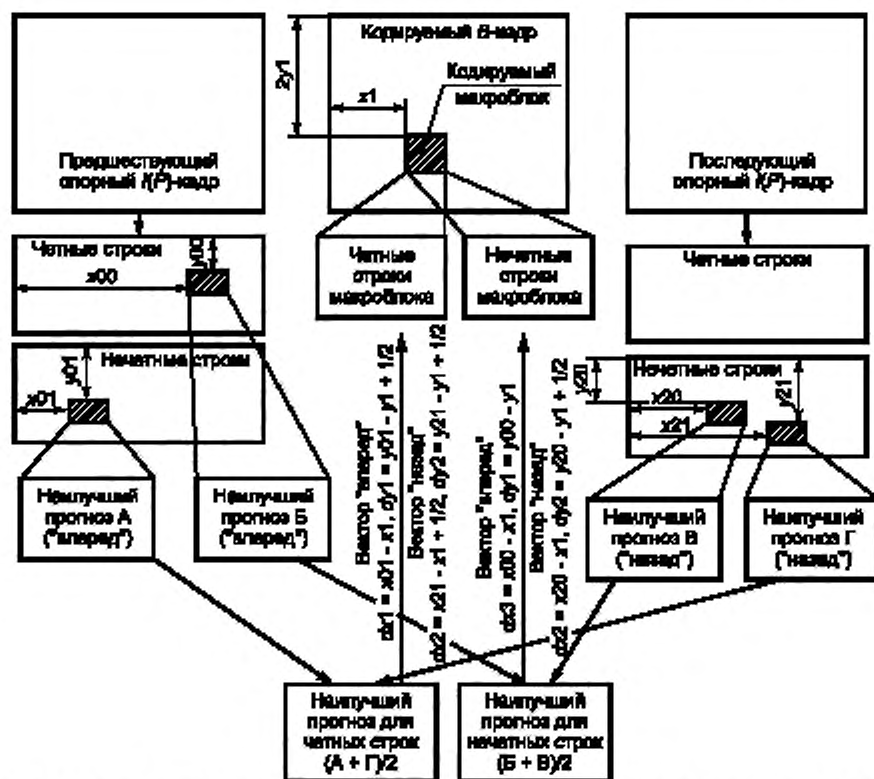 Предшествующий
опорный I(P)-кадр
Кодируемый B-кадр
2y1
x1
Кодируемый
макроблок
Последующий
опорный I(P)-кадр
Четные строки
y00
x00
Нечетные строки
y01
x01
Четные
строки
макроблока
Нечетные
строки
макроблока
Четные строки
Нечетные строки
y20
x20
x21
y21
Наилучший
прогноз А
("вперед")
Наилучший
прогноз Б
("вперед")
Вектор "вперед"
dx1 = x01 - x1, dy1 = y01 - y1 + 1/2
Вектор "назад"
dx2 = x21 - x1 + 1/2, dy2 = y21 - y1 + 1/2
Вектор "вперед"
dx3 = x00 - x1, dy1 = y00 - y1
Вектор "назад"
dx2 = x20 - x1, dy2 = y20 - y1 + 1/2
Наилучший
прогноз В
("назад")
Наилучший
прогноз Г
("назад")
Наилучший
прогноз для
четных строк
(А + Г)/2
Наилучший
прогноз для
нечетных строк
(Б + В)/2